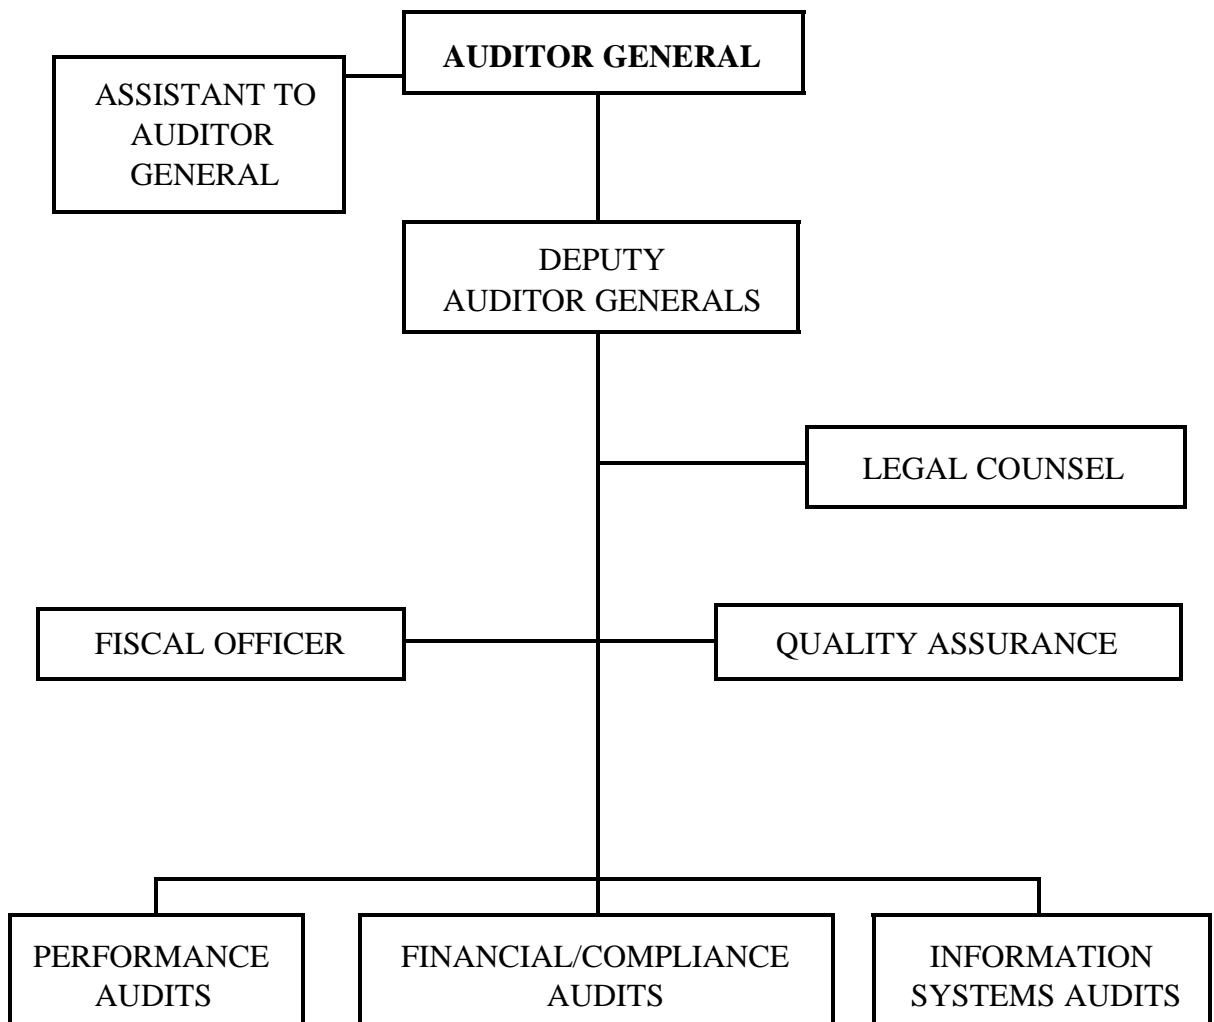 AUDITOR GENERAL
ASSISTANT TO
AUDITOR
GENERAL
DEPUTY
AUDITOR GENERALS
LEGAL COUNSEL
FISCAL OFFICER
QUALITY ASSURANCE
PERFORMANCE
AUDITS
FINANCIAL/COMPLIANCE
AUDITS
INFORMATION
SYSTEMS AUDITS